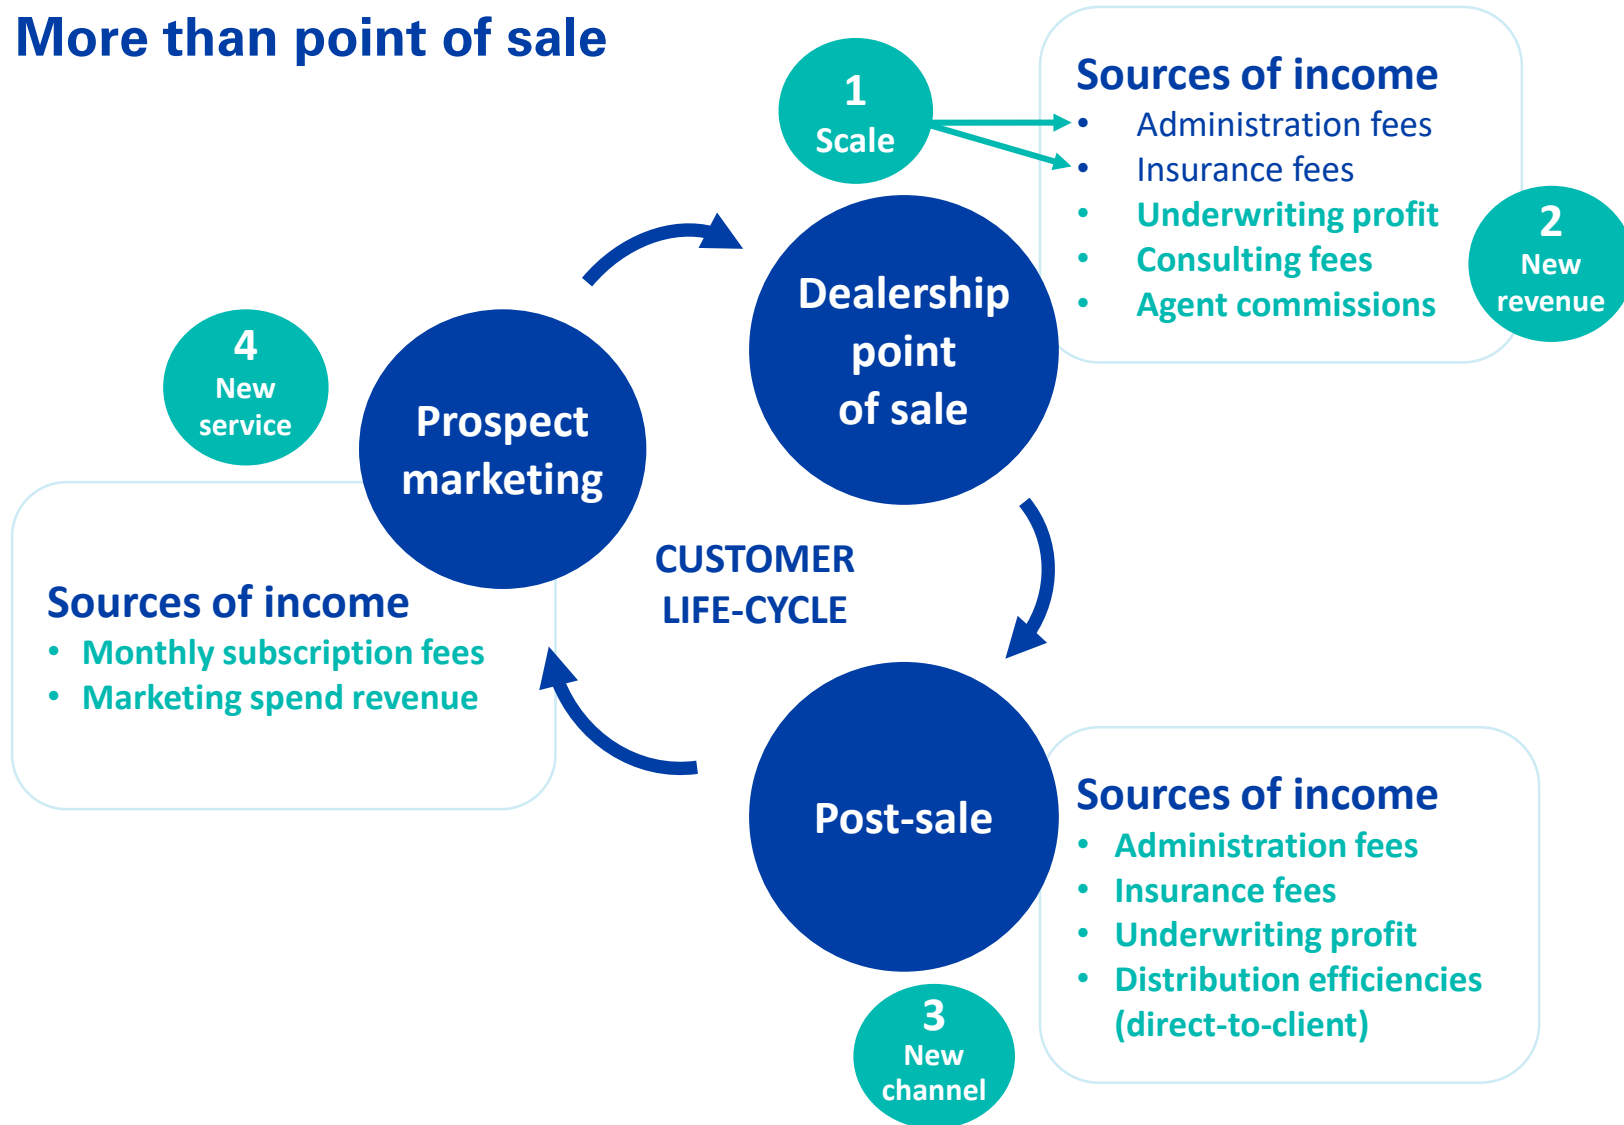 More than point of sale
1
Scale
Sources of income
• Administration fees
• Insurance fees
• Underwriting profit
• Consulting fees
• Agent commissions
2
New
revenue
Dealership
point
of sale
4
New
service
Prospect
marketing
CUSTOMER
LIFE-CYCLE
Sources of income
• Monthly subscription fees
• Marketing spend revenue
Post-sale
Sources of income
• Administration fees
• Insurance fees
• Underwriting profit
• Distribution efficiencies
(direct-to-client)
3
New
channel